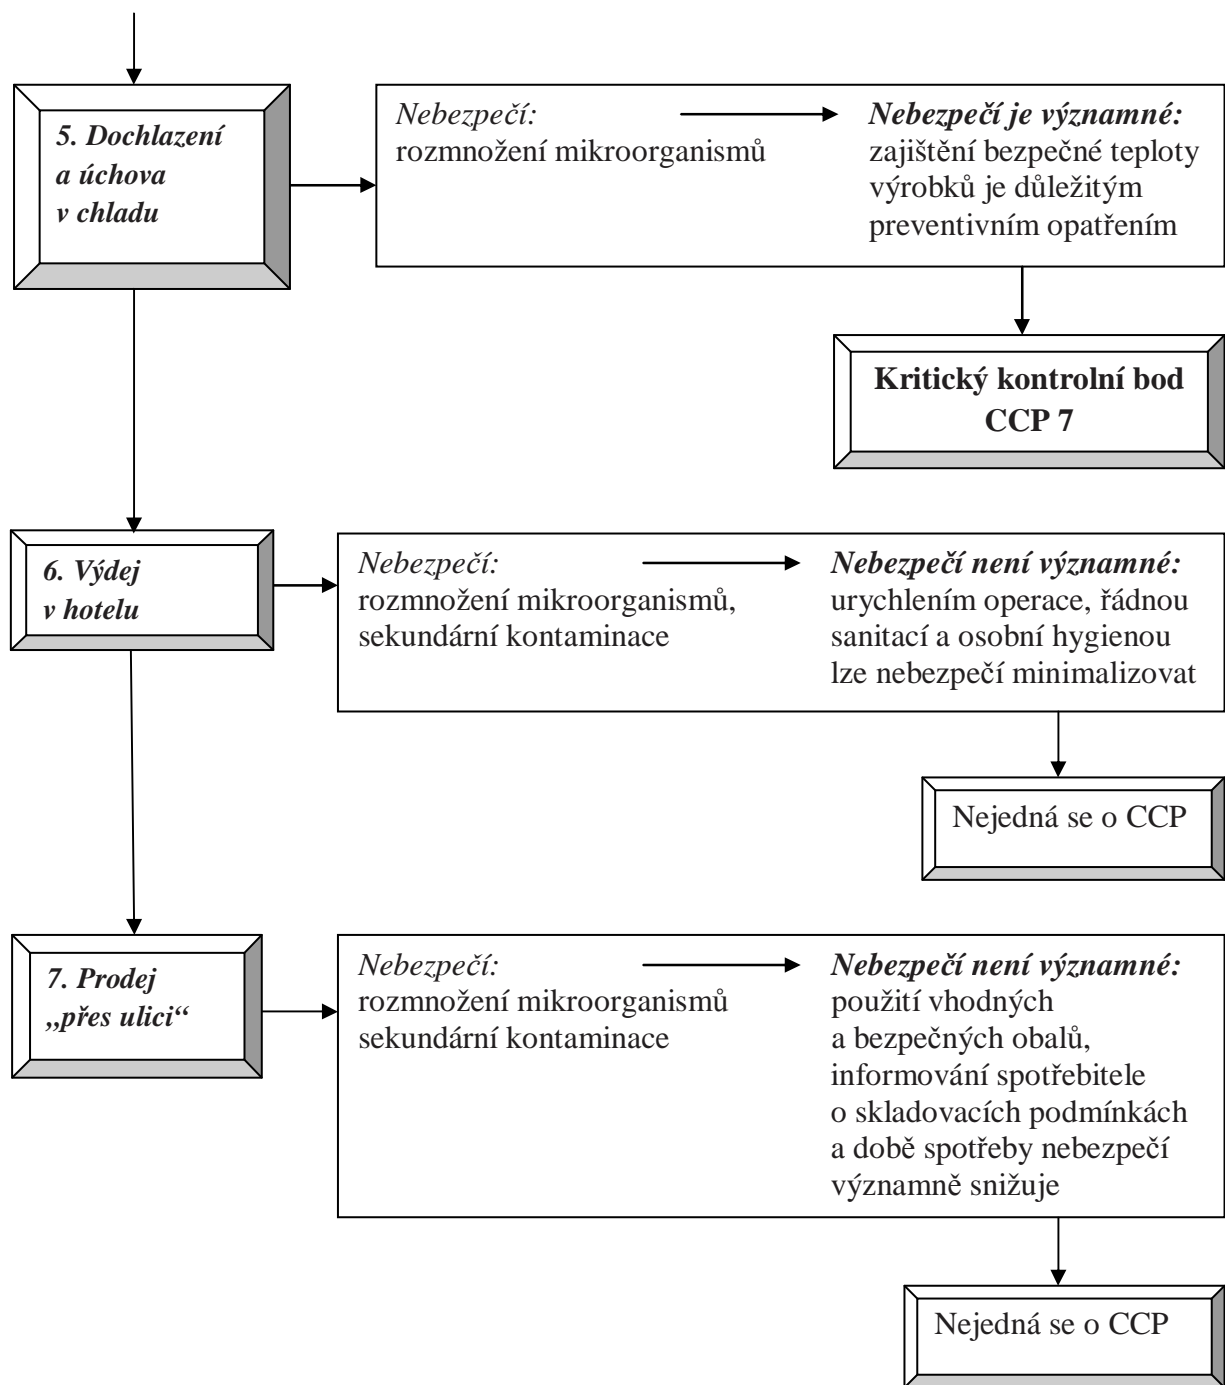 5. Dochlazení
a úchova
v chladu
Nebezpečí:
rozmnožení mikroorganismů
Nebezpečí je významné:
zajištění bezpečné teploty
výrobků je důležitým
preventivním opatřením
Kritický kontrolní bod
CCP 7
6. Výdej
v hotelu
Nebezpečí:
rozmnožení mikroorganismů,
sekundární kontaminace
Nebezpečí není významné:
urychlením operace, řádnou
sanitací a osobní hygienou
lze nebezpečí minimalizovat
Nejedná se o CCP
7. Prodej
„přes ulici“
Nebezpečí:
rozmnožení mikroorganismů
sekundární kontaminace
Nebezpečí není významné:
použití vhodných
a bezpečných obalů,
informování spotřebitele
o skladovacích podmínkách
a době spotřeby nebezpečí
významně snižuje
Nejedná se o CCP